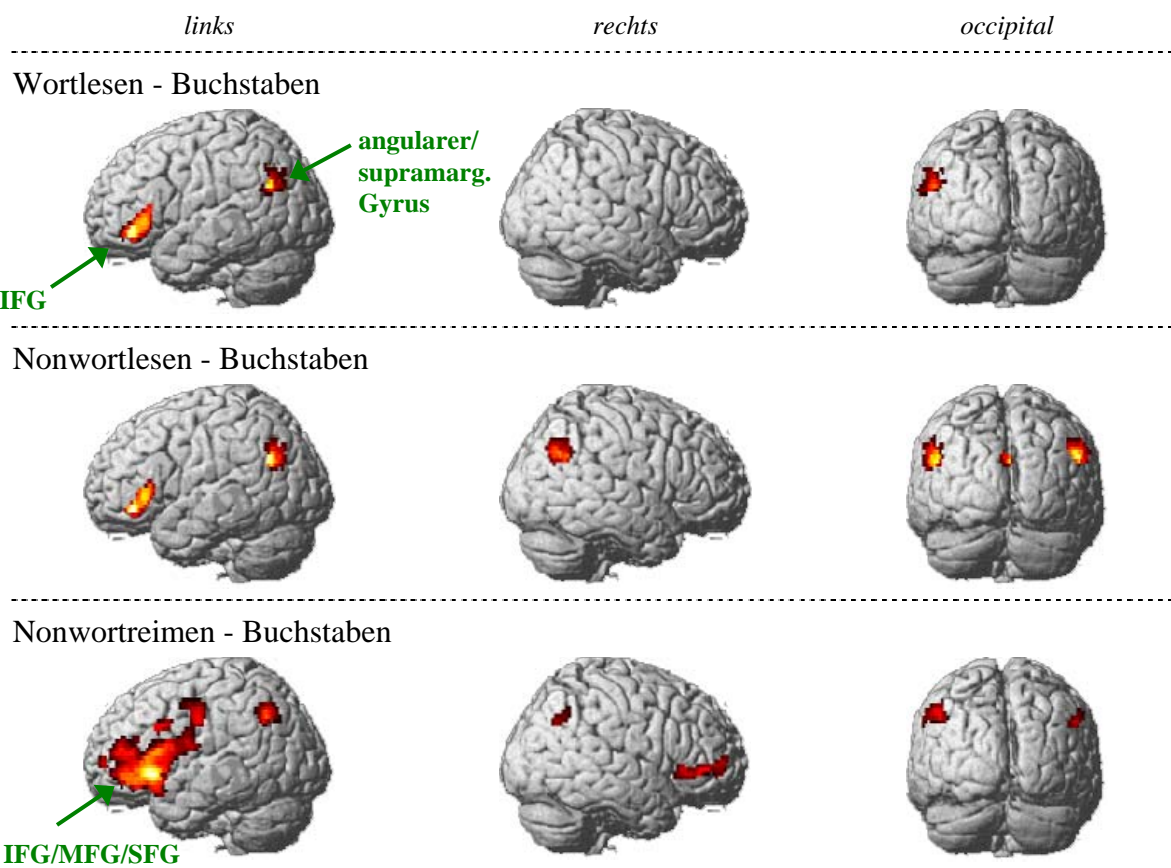 links rechts occipital
Wortlesen - Buchstaben
angularer/
supramarg.
Gyrus
IFG
Nonwortlesen - Buchstaben
Nonwortreimen - Buchstaben
IFG/MFG/SFG